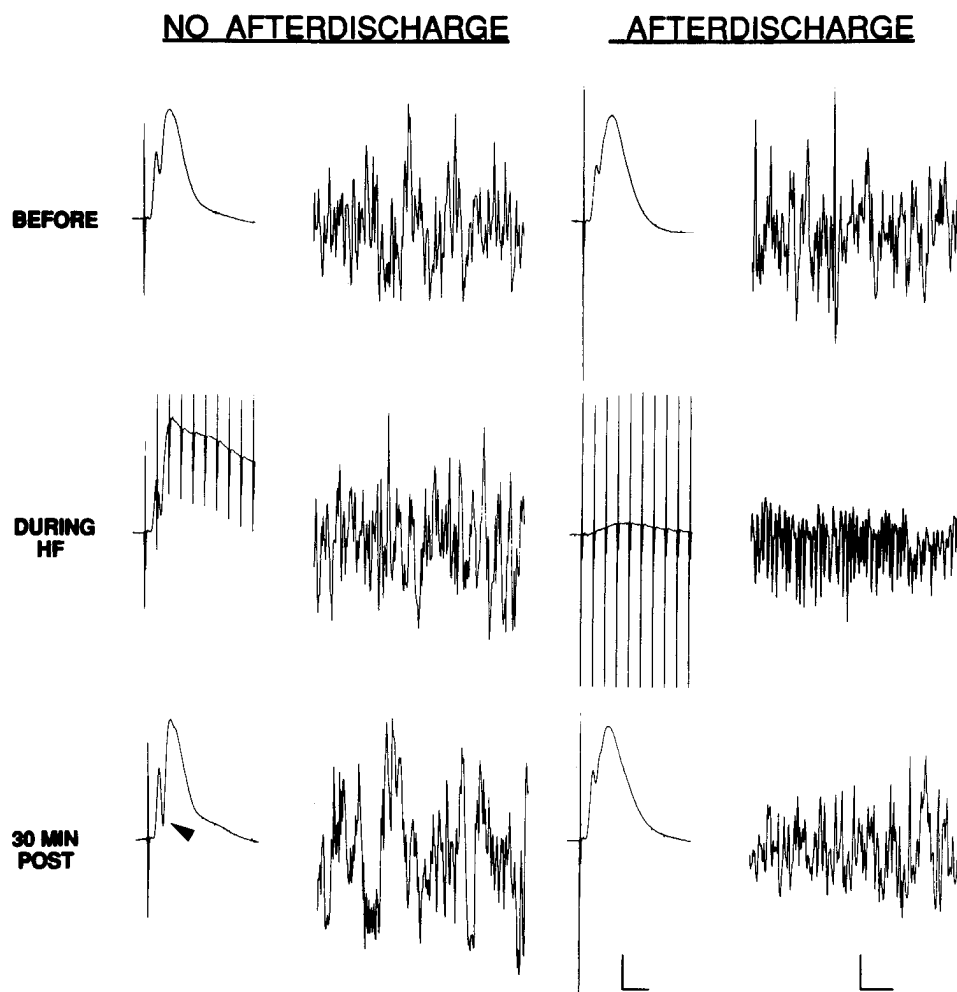 NO AFTERDISCHARGE
AFTERDISCHARGE
BEFORE
DURING
HF
30 MIN
POST